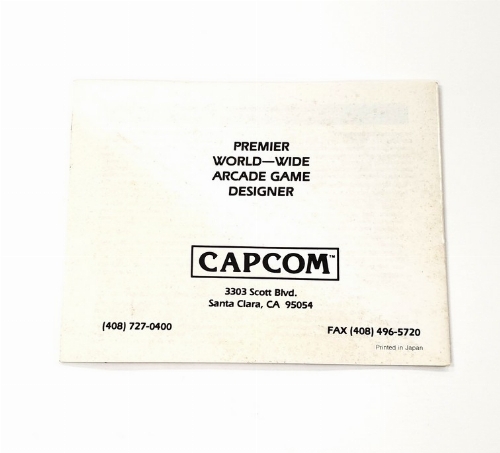 PREMIER
WORLD—WIDE
ARCADE GAME
DESIGNER
CAPCOM™
3303 Scott Blvd.
Santa Clara, CA 95054
(408) 727-0400
FAX (408) 496-5720
Printed in Japan